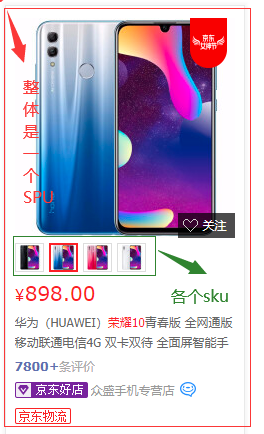 京东
女神节
整
体
是
一
个
SPU
关注
各个sku
¥898.00
华为（HUAWEI）荣耀10青春版 全网通版
移动联通电信4G 双卡双待 全面屏智能手
7800+条评价
京东好店 众盛手机专营店
京东物流